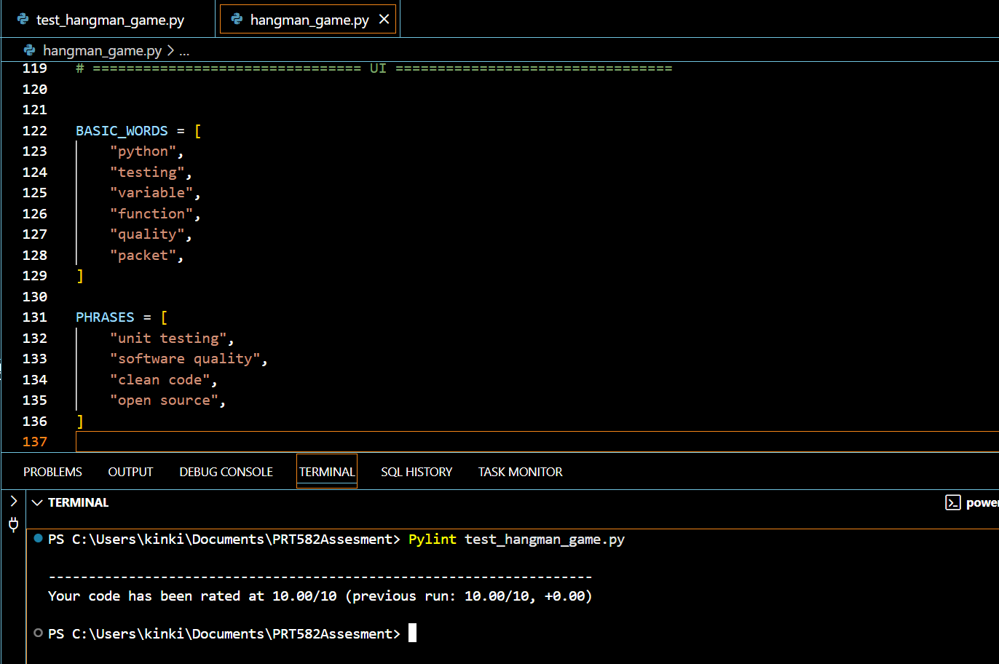 test_hangman_game.py hangman_game.py
hangman_game.py > ...
119 # ================================ UI =================================
120
121
122 BASIC_WORDS = [
123 "python",
124 "testing",
125 "variable",
126 "function",
127 "quality",
128 "packet",
129 ]
130
131 PHRASES = [
132 "unit testing",
133 "software quality",
134 "clean code",
135 "open source",
136 ]
137
PROBLEMS OUTPUT DEBUG CONSOLE TERMINAL SQL HISTORY TASK MONITOR
TERMINAL power
PS C:\Users\kinki\Documents\PRT582Assesment> Pylint test_hangman_game.py
--------------------------------------------------------------------
Your code has been rated at 10.00/10 (previous run: 10.00/10, +0.00)
PS C:\Users\kinki\Documents\PRT582Assesment>